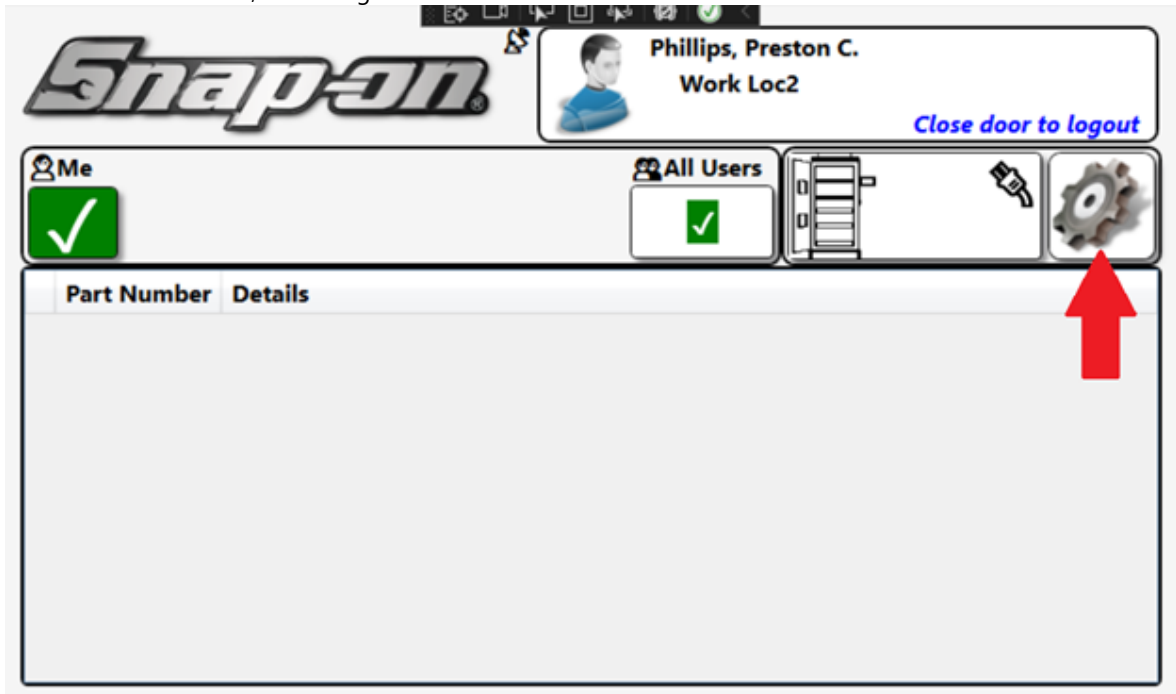 Snap-on
Phillips, Preston C.
Work Loc2
Close door to logout
Me
All Users
Part Number Details